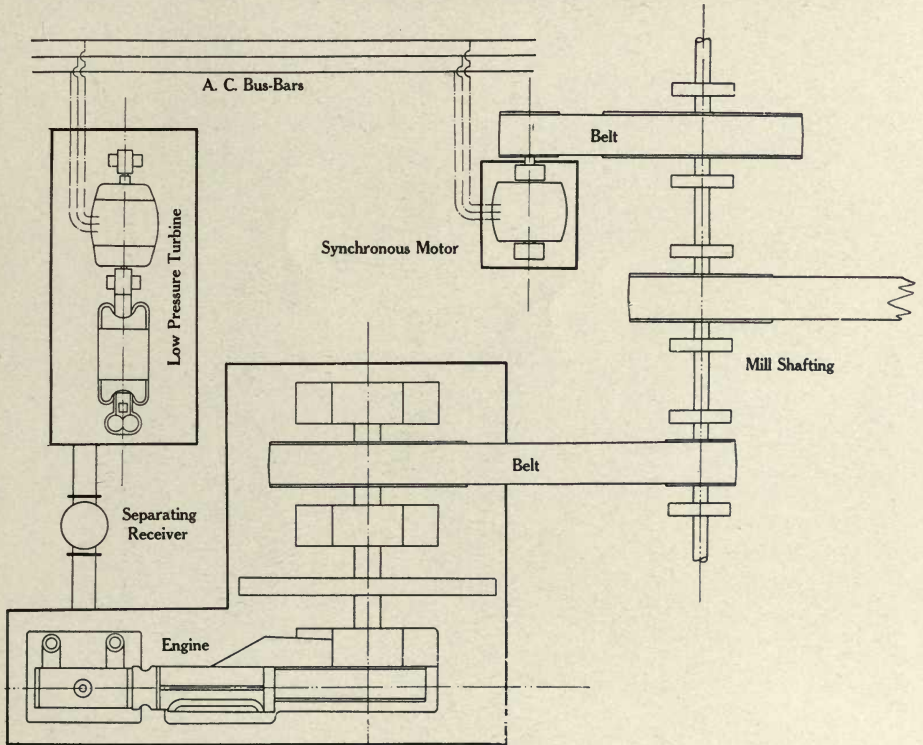 A. C. Bus-Bars
Belt
Low Pressure Turbine
Synchronous Motor
Mill Shafting
Belt
Separating
Receiver
Engine